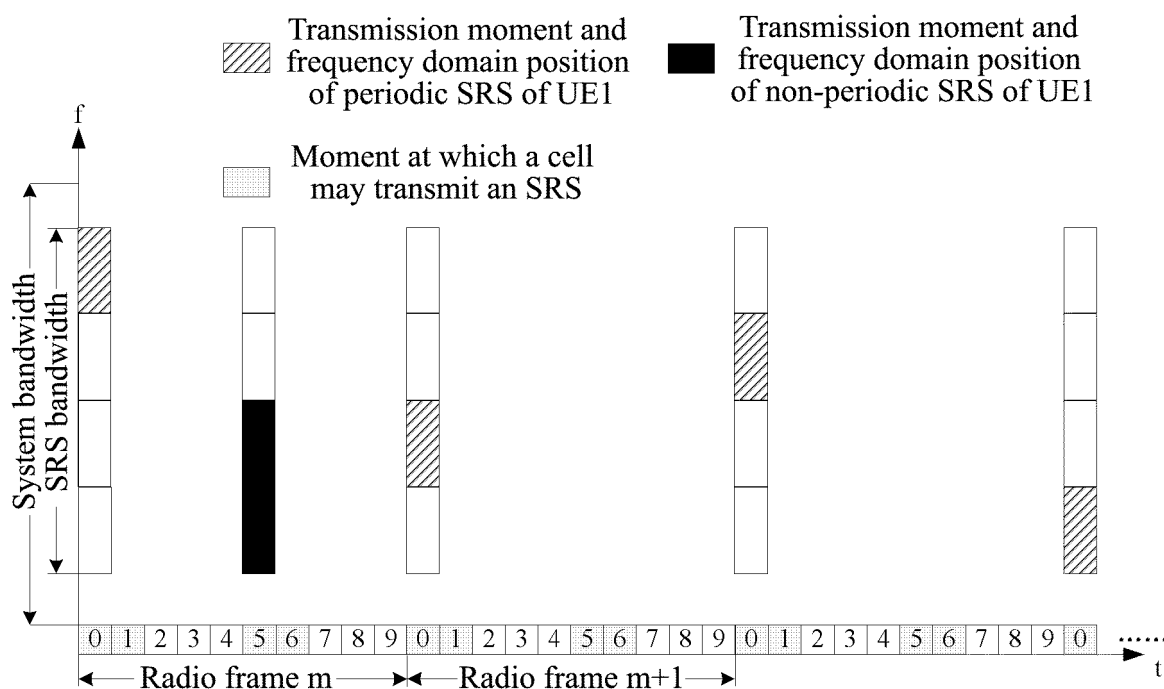 Transmission moment and
frequency domain position
of periodic SRS of UE1
Transmission moment and
frequency domain position
of non-periodic SRS of UE1
Moment at which a cell
may transmit an SRS
f
System bandwidth
SRS bandwidth
0 1 2 3 4 5 6 7 8 9 0 1 2 3 4 5 6 7 8 9 0 1 2 3 4 5 6 7 8 9 0 ......
Radio frame m
Radio frame m+1
t